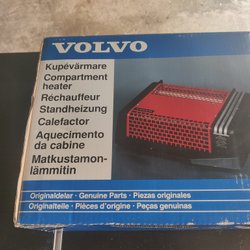 VOLVO
Kupévärmare
Compartment
heater
Réchauffeur
Standheizung
Calefactor
Aquecimento
da cabine
Matkustamon-
lämmitin
Originaldelar · Genuine Parts · Piezas originales
Originalteile · Pièces d'origine · Peças genuinas